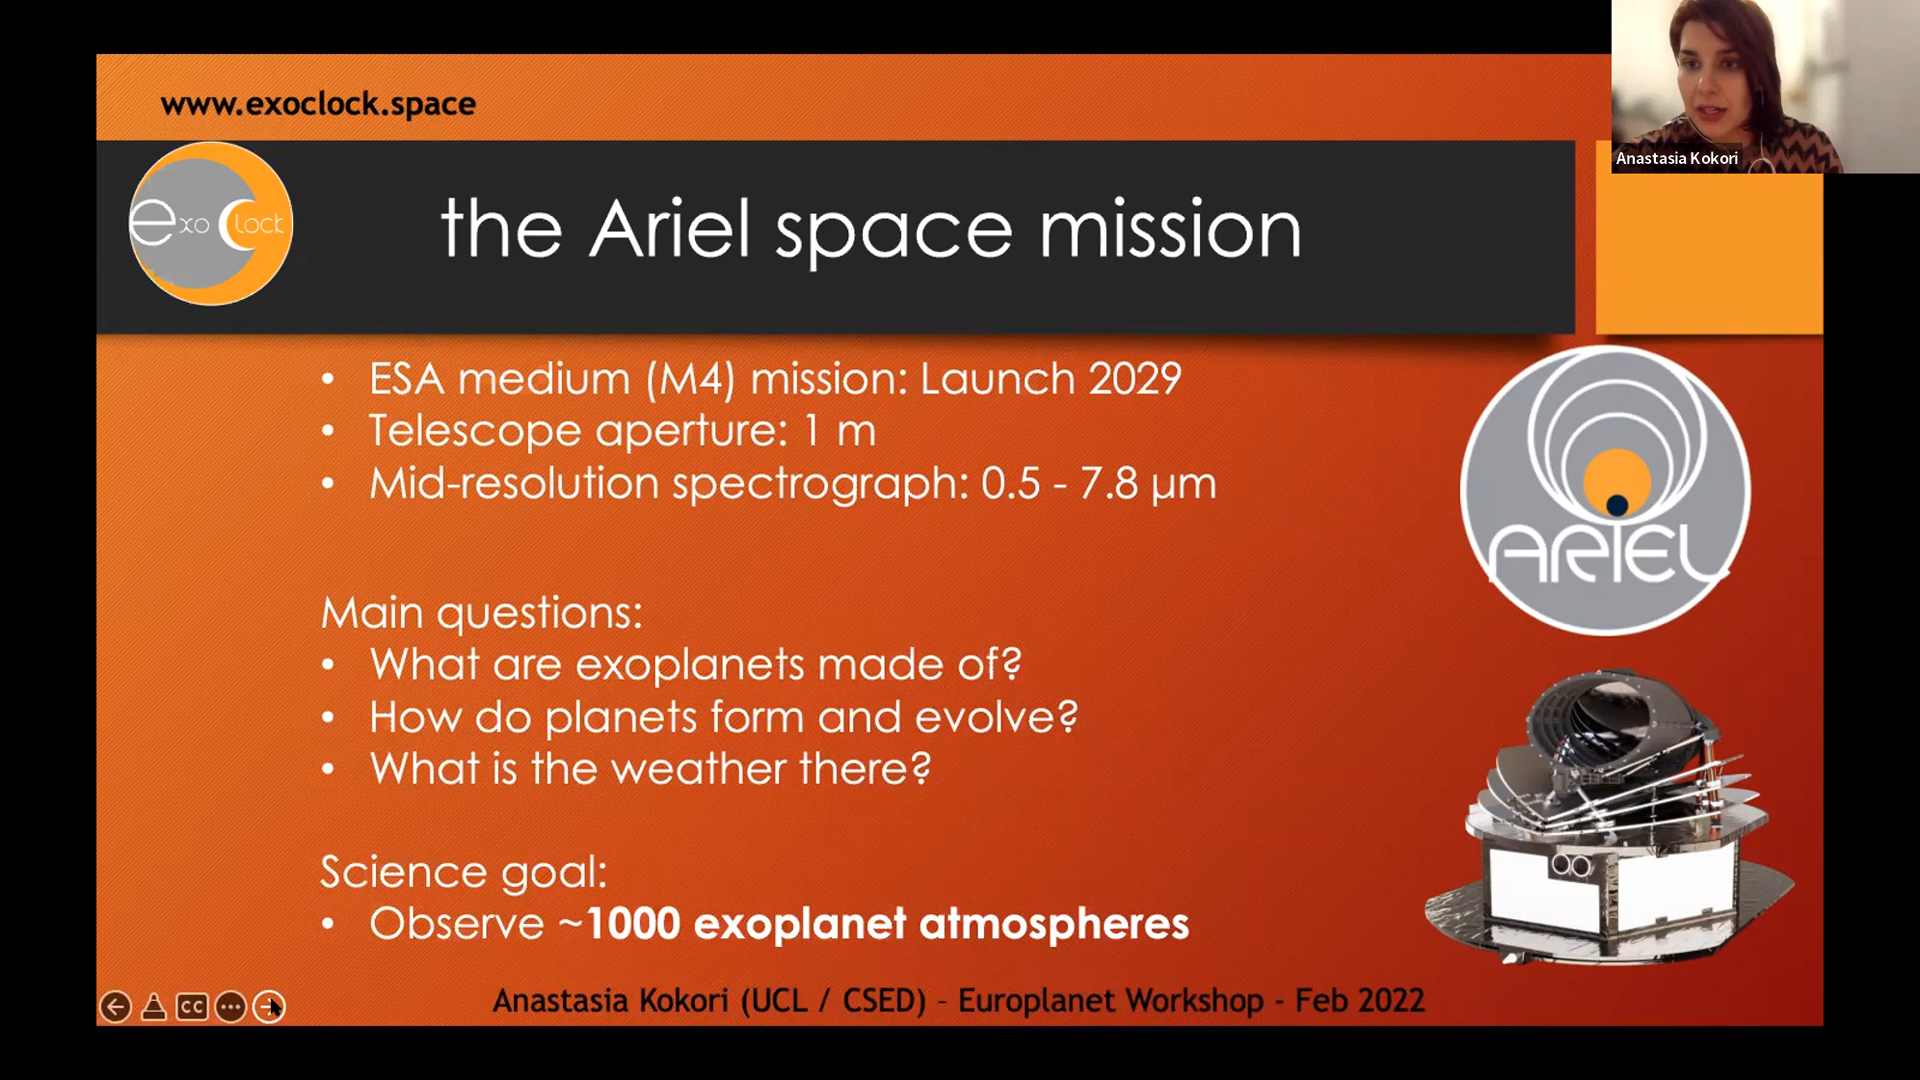 www.exoclock.space
exo Clock
the Ariel space mission
Anastasia Kokori
• ESA medium (M4) mission: Launch 2029
• Telescope aperture: 1 m
• Mid-resolution spectrograph: 0.5 - 7.8 µm
ARIEL
Main questions:
• What are exoplanets made of?
• How do planets form and evolve?
• What is the weather there?
Science goal:
• Observe ~1000 exoplanet atmospheres
CC
Anastasia Kokori (UCL / CSED) – Europlanet Workshop - Feb 2022